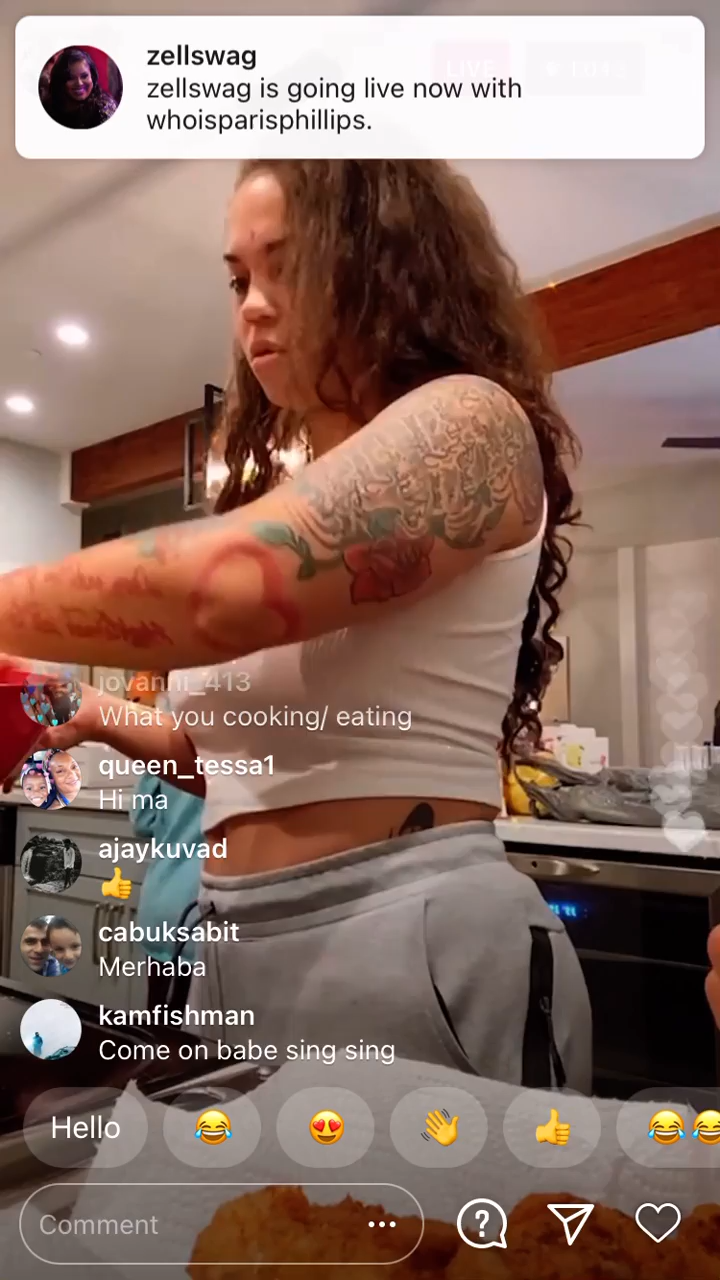 zellswag
zellswag is going live now with
whoisparisphillips.
LIVE
jovanni_413
What you cooking/ eating
queen_tessa1
Hi ma
ajaykuvad
👍
cabuksabit
Merhaba
kamfishman
Come on babe sing sing
Hello 😂 😍 👋 👍 😂😂
Comment